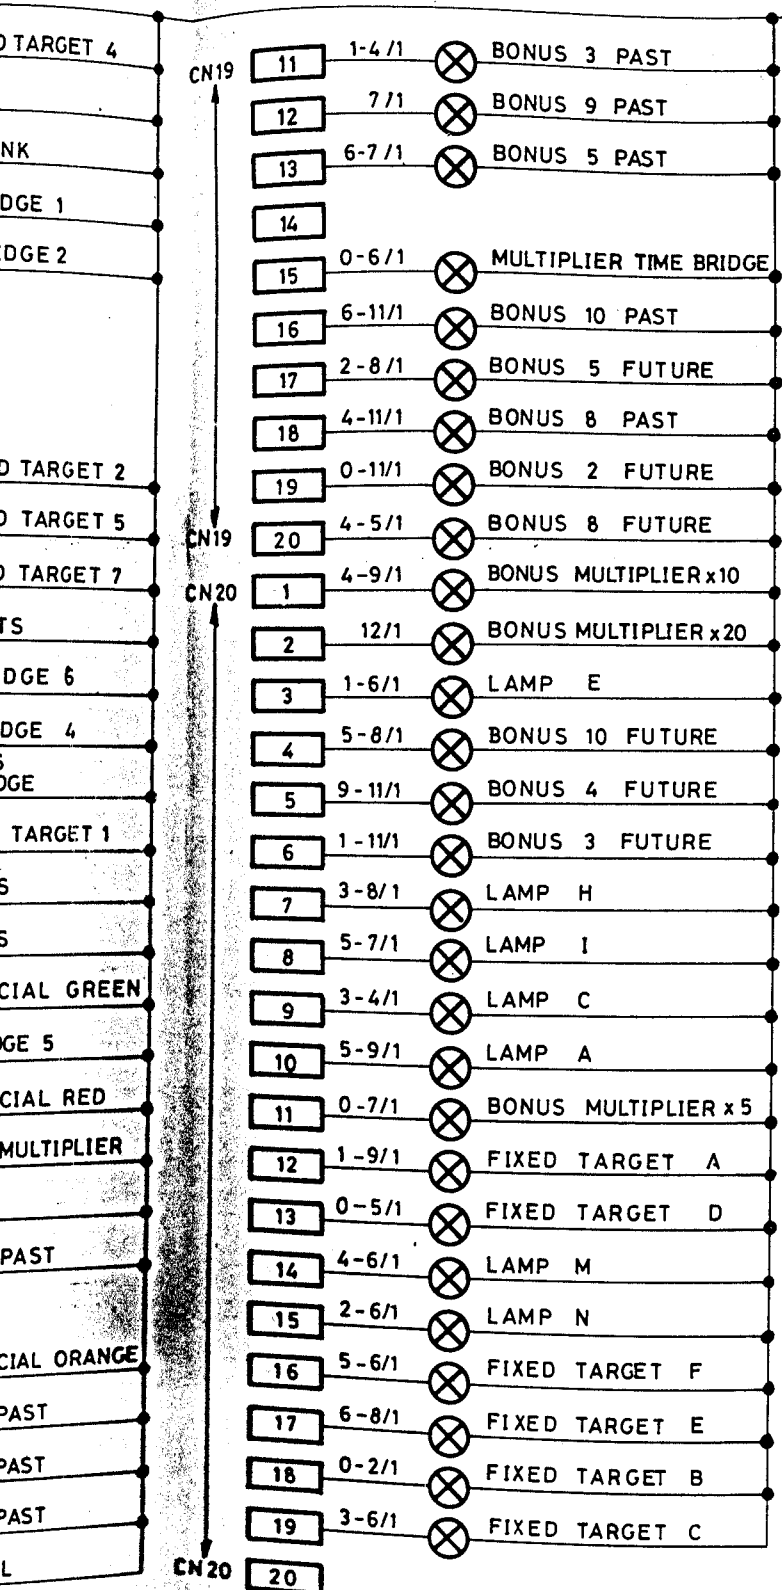 D TARGET 4
NK
DGE 1
EDGE 2
D TARGET 2
D TARGET 5
D TARGET 7
TS
DGE 6
DGE 4
S
DGE
TARGET 1
S
S
CIAL GREEN
DGE 5
CIAL RED
MULTIPLIER
PAST
CIAL ORANGE
PAST
PAST
PAST
L
CN19 11 1-4/1 BONUS 3 PAST
12 7/1 BONUS 9 PAST
13 6-7/1 BONUS 5 PAST
14
15 0-6/1 MULTIPLIER TIME BRIDGE
16 6-11/1 BONUS 10 PAST
17 2-8/1 BONUS 5 FUTURE
18 4-11/1 BONUS 8 PAST
19 0-11/1 BONUS 2 FUTURE
CN19 20 4-5/1 BONUS 8 FUTURE
CN20 1 4-9/1 BONUS MULTIPLIER x10
2 12/1 BONUS MULTIPLIER x20
3 1-6/1 LAMP E
4 5-8/1 BONUS 10 FUTURE
5 9-11/1 BONUS 4 FUTURE
6 1-11/1 BONUS 3 FUTURE
7 3-8/1 LAMP H
8 5-7/1 LAMP I
9 3-4/1 LAMP C
10 5-9/1 LAMP A
11 0-7/1 BONUS MULTIPLIER x5
12 1-9/1 FIXED TARGET A
13 0-5/1 FIXED TARGET D
14 4-6/1 LAMP M
15 2-6/1 LAMP N
16 5-6/1 FIXED TARGET F
17 6-8/1 FIXED TARGET E
18 0-2/1 FIXED TARGET B
19 3-6/1 FIXED TARGET C
CN20 20